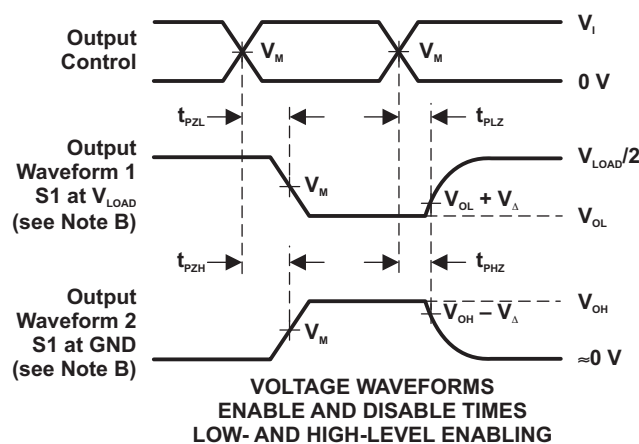 Output
Control
V_M
V_M
V_I
0 V
t_PZL
t_PLZ
Output
Waveform 1
S1 at V_LOAD
(see Note B)
V_M
V_OL + V_Δ
V_LOAD/2
V_OL
t_PZH
t_PHZ
Output
Waveform 2
S1 at GND
(see Note B)
V_M
V_OH − V_Δ
V_OH
≈0 V
VOLTAGE WAVEFORMS
ENABLE AND DISABLE TIMES
LOW- AND HIGH-LEVEL ENABLING